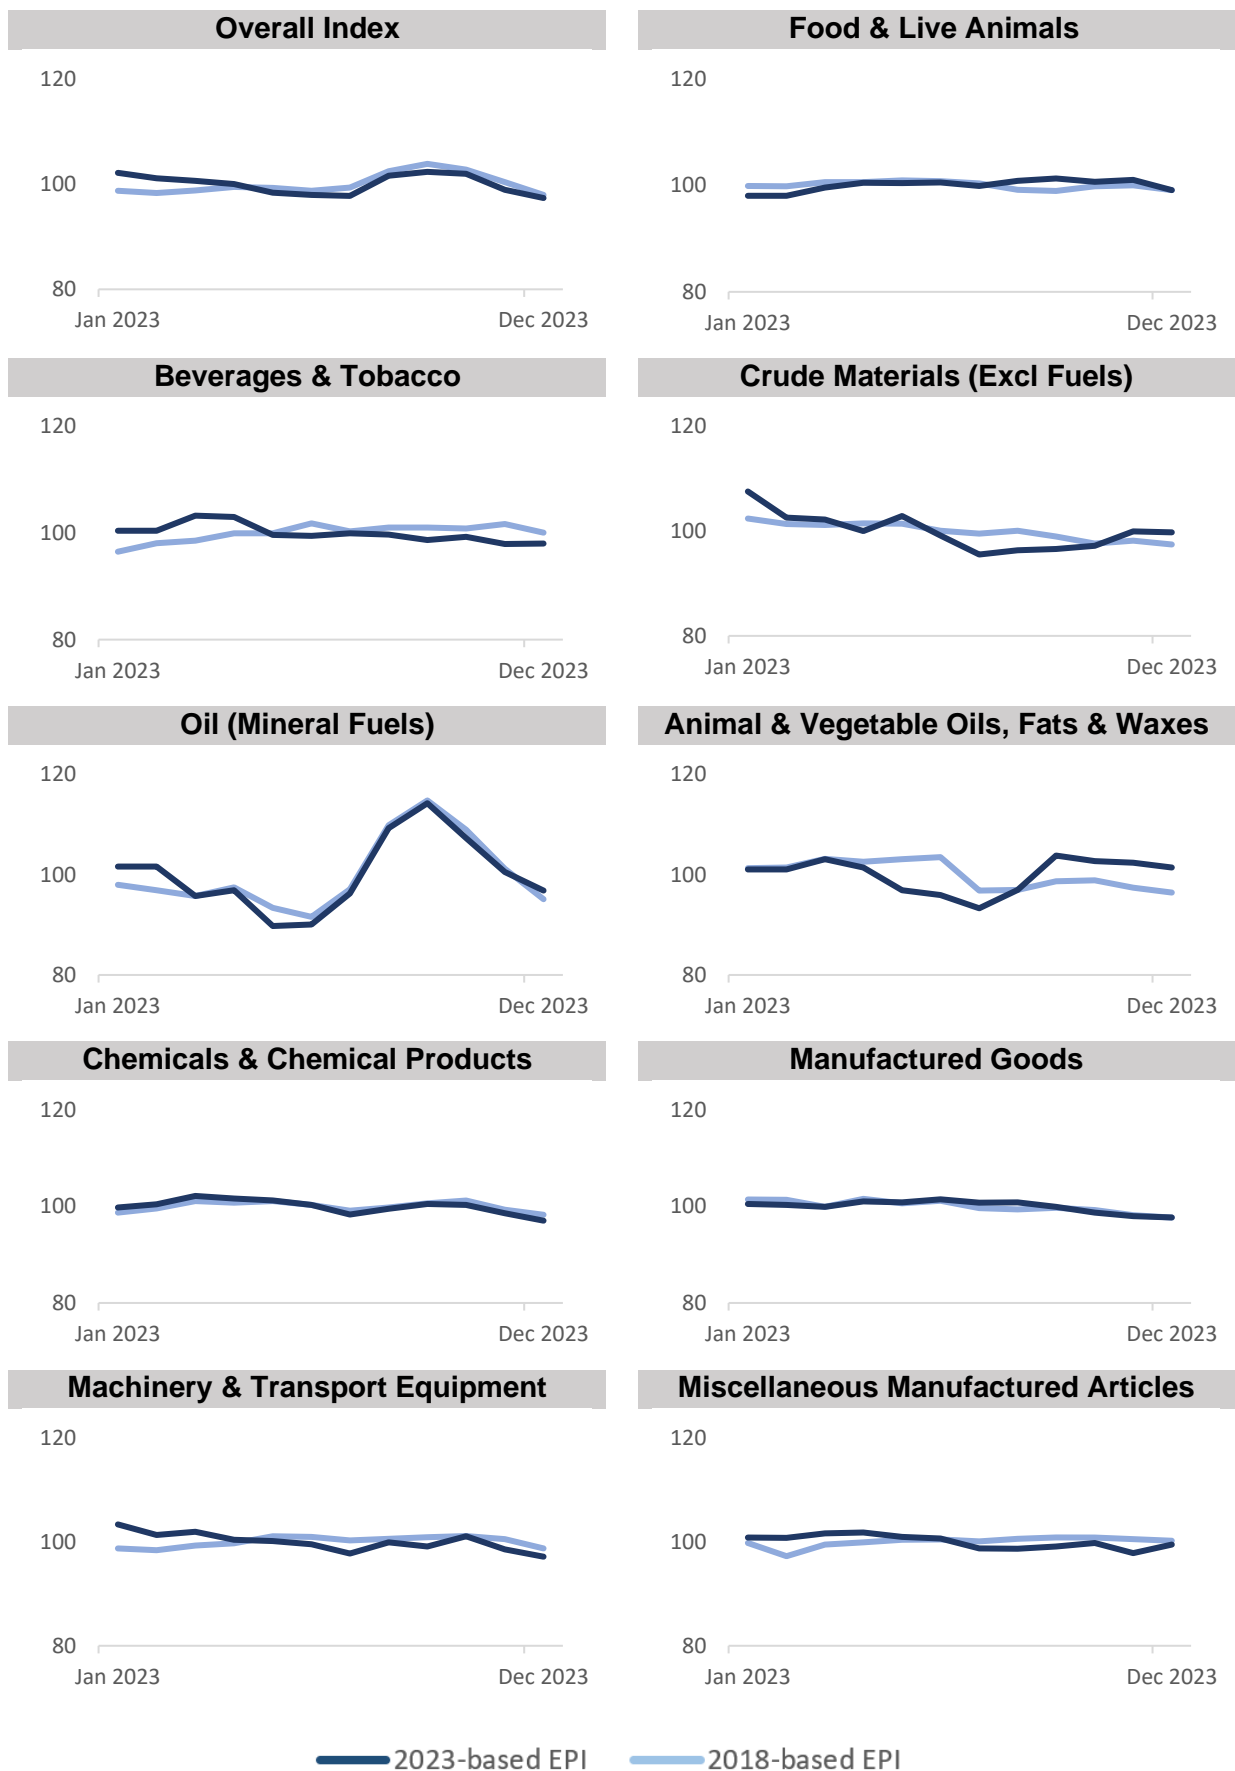 Overall Index
120
100
80
Jan 2023 Dec 2023
Food & Live Animals
120
100
80
Jan 2023 Dec 2023
Beverages & Tobacco
120
100
80
Jan 2023 Dec 2023
Crude Materials (Excl Fuels)
120
100
80
Jan 2023 Dec 2023
Oil (Mineral Fuels)
120
100
80
Jan 2023 Dec 2023
Animal & Vegetable Oils, Fats & Waxes
120
100
80
Jan 2023 Dec 2023
Chemicals & Chemical Products
120
100
80
Jan 2023 Dec 2023
Manufactured Goods
120
100
80
Jan 2023 Dec 2023
Machinery & Transport Equipment
120
100
80
Jan 2023 Dec 2023
Miscellaneous Manufactured Articles
120
100
80
Jan 2023 Dec 2023
2023-based EPI 2018-based EPI